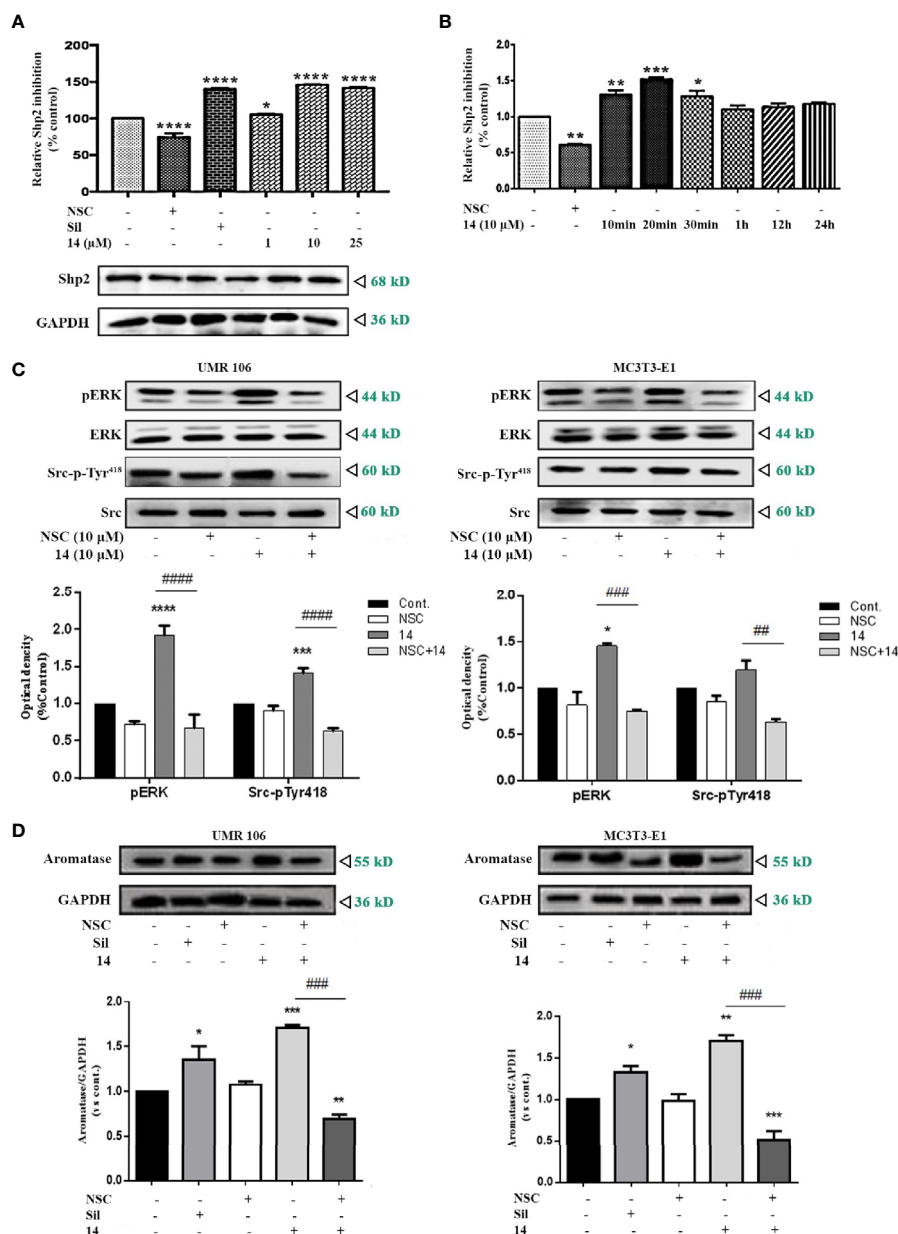 A
Relative Shp2 inhibition
(% control)
200
150
100
50
0
****
****
*
****
****
NSC - + - - - -
Sil - - + - - -
14 (µM) - - - 1 10 25
Shp2 68 kD
GAPDH 36 kD
B
Relative Shp2 inhibition
(% control)
2.0
1.5
1.0
0.5
0.0
**
**
***
*
NSC - + - - - - - -
14 (10 µM) - - 10min 20min 30min 1h 12h 24h
C
UMR 106
pERK 44 kD
ERK 44 kD
Src-p-Tyr418 60 kD
Src 60 kD
NSC (10 µM) - + - +
14 (10 µM) - - + +
MC3T3-E1
pERK 44 kD
ERK 44 kD
Src-p-Tyr418 60 kD
Src 60 kD
NSC (10 µM) - + - +
14 (10 µM) - - + +
Optical dencity
(%Control)
2.5
2.0
1.5
1.0
0.5
0.0
####
****
####
***
pERK Src-pTyr418
Cont.
NSC
14
NSC+14
Optical dencity
(%Control)
2.0
1.5
1.0
0.5
0.0
###
*
##
pERK Src-pTyr418
Cont.
NSC
14
NSC+14
D
UMR 106
Aromatase 55 kD
GAPDH 36 kD
NSC - - + - +
Sil - + - - -
14 - - - + +
MC3T3-E1
Aromatase 55 kD
GAPDH 36 kD
NSC - - + - +
Sil - + - - -
14 - - - + +
Aromatase/GAPDH
(vs cont.)
2.0
1.5
1.0
0.5
0.0
*
***
###
**
NSC - - + - +
Sil - + - - -
14 - - - + +
Aromatase/GAPDH
(vs cont.)
2.0
1.5
1.0
0.5
0.0
*
**
###
***
NSC - - + - +
Sil - + - - -
14 - - - + +